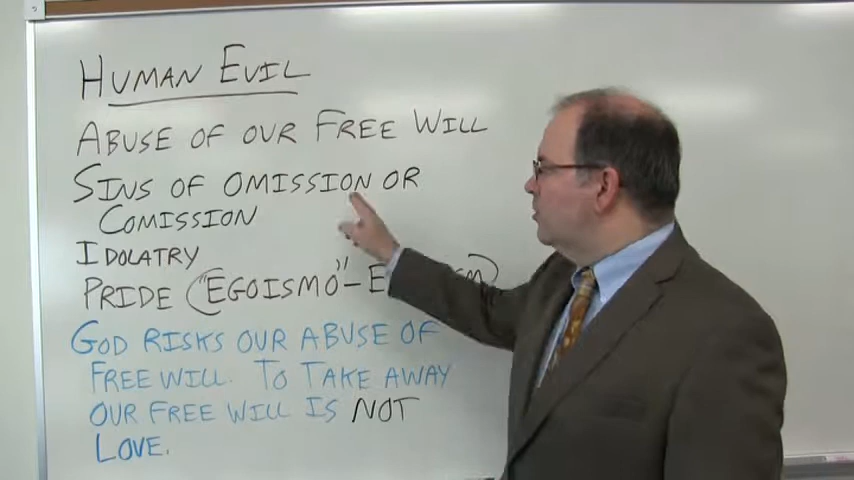 HUMAN EVIL
ABUSE OF OUR FREE WILL
SINS OF OMISSION OR
COMISSION
IDOLATRY
PRIDE ("EGOISMO" –
GOD RISKS OUR ABUSE OF
FREE WILL. TO TAKE AWAY
OUR FREE WILL IS NOT
LOVE.